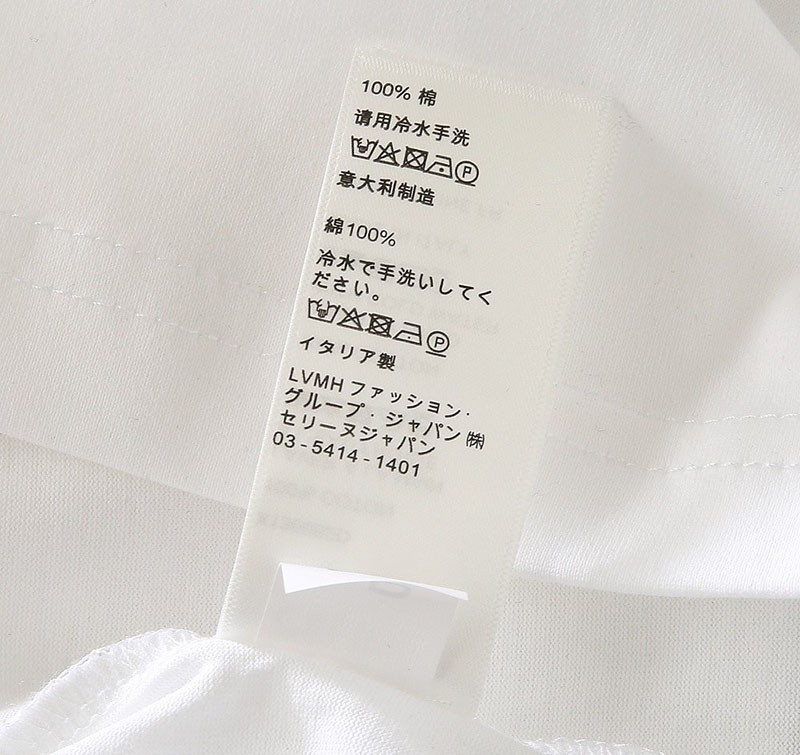 100% 棉
请用冷水手洗
P
意大利制造
綿100%
冷水で手洗いしてく
ださい。
P
イタリア製
LVMH ファッション・
グループ・ジャパン ㈱
セリーヌジャパン
03-5414-1401